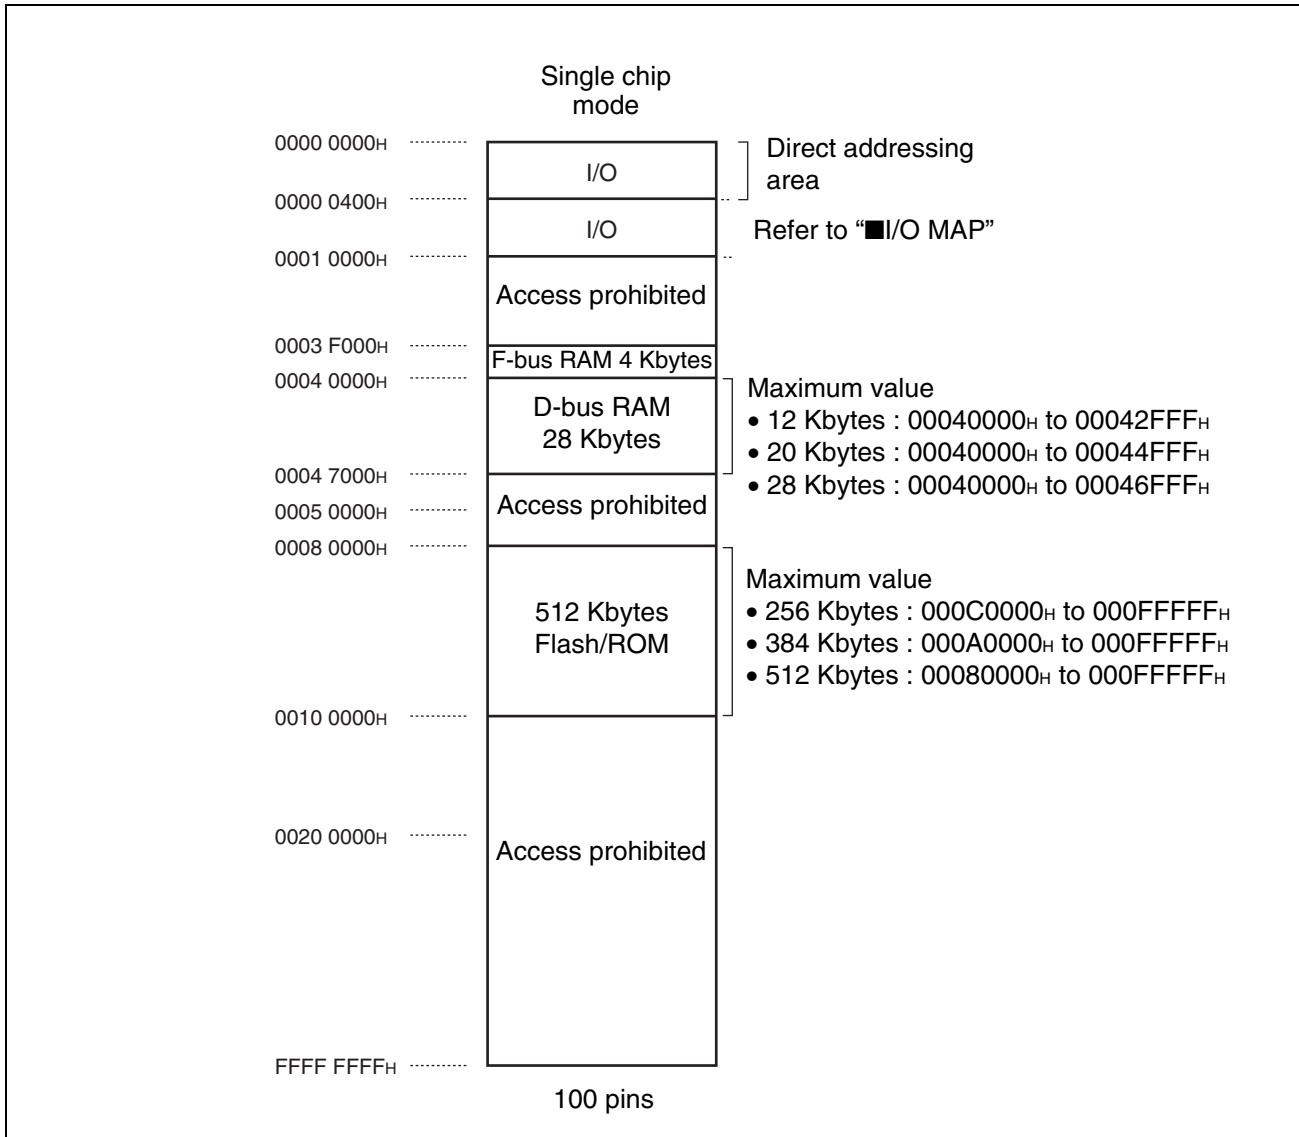 Single chip
mode
0000 0000H
I/O
Direct addressing
area
0000 0400H
I/O
Refer to “■I/O MAP”
0001 0000H
Access prohibited
0003 F000H
F-bus RAM 4 Kbytes
0004 0000H
D-bus RAM
28 Kbytes
Maximum value
• 12 Kbytes : 00040000H to 00042FFFH
• 20 Kbytes : 00040000H to 00044FFFH
• 28 Kbytes : 00040000H to 00046FFFH
0004 7000H
Access prohibited
0005 0000H
0008 0000H
512 Kbytes
Flash/ROM
Maximum value
• 256 Kbytes : 000C0000H to 000FFFFFH
• 384 Kbytes : 000A0000H to 000FFFFFH
• 512 Kbytes : 00080000H to 000FFFFFH
0010 0000H
0020 0000H
Access prohibited
FFFF FFFFH
100 pins